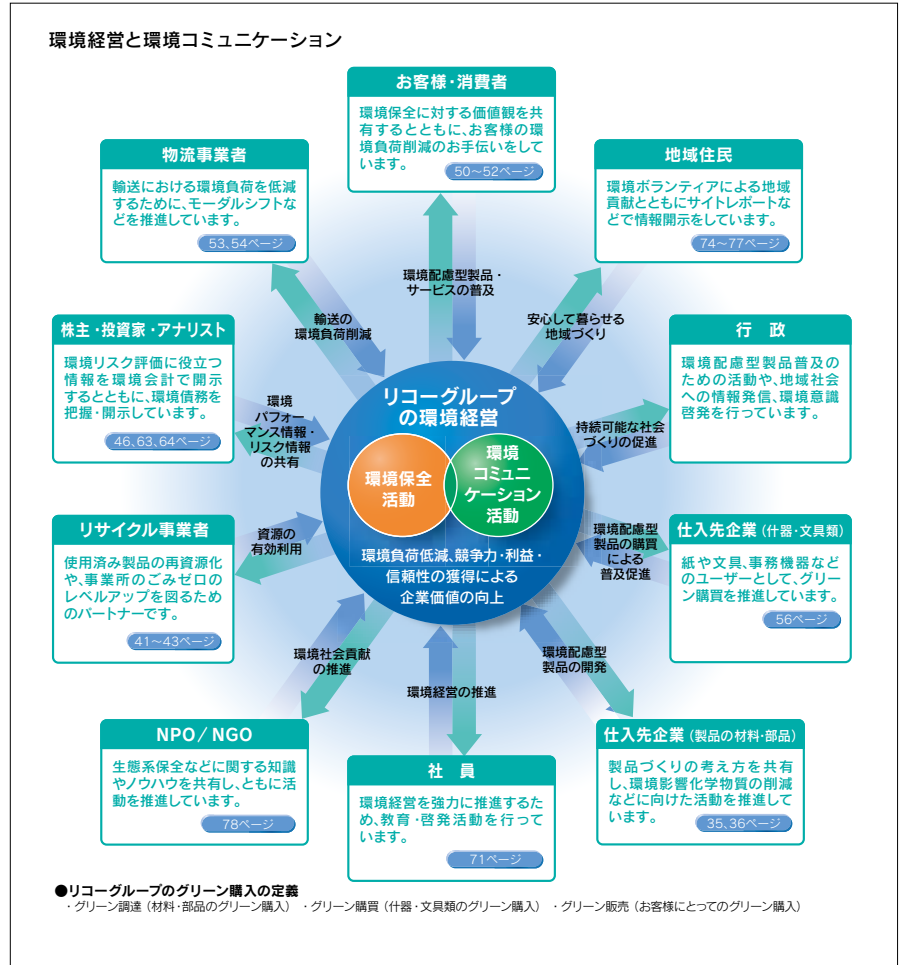 環境経営と環境コミュニケーション
お客様・消費者
環境保全に対する価値観を共
有するとともに、お客様の環
境負荷削減のお手伝いをして
います。
50〜52ページ
物流事業者
輸送における環境負荷を低減
するために、モーダルシフトな
どを推進しています。
53、54ページ
地域住民
環境ボランティアによる地域
貢献とともにサイトレポートな
どで情報開示をしています。
74〜77ページ
環境配慮型製品・
サービスの普及
輸送の
環境負荷削減
安心して暮らせる
地域づくり
株主・投資家・アナリスト
環境リスク評価に役立つ
情報を環境会計で開示
するとともに、環境債務を
把握・開示しています。
46、63、64ページ
環境
パフォー
マンス情報・
リスク情報
の共有
リコーグループ
の環境経営
環境保全
活動
環境
コミュニ
ケーション
活動
環境負荷低減、競争力・利益・
信頼性の獲得による
企業価値の向上
持続可能な社会
づくりの促進
行 政
環境配慮型製品普及の
ための活動や、地域社会
への情報発信、環境意識
啓発を行っています。
リサイクル事業者
使用済み製品の再資源化
や、事業所のごみゼロの
レベルアップを図るため
のパートナーです。
41〜43ページ
資源の
有効利用
環境配慮型
製品の購買
による
普及促進
仕入先企業（什器・文具類）
紙や文具、事務機器など
のユーザーとして、グリー
ン購買を推進しています。
56ページ
環境社会貢献
の推進
環境経営の推進
環境配慮型
製品の開発
NPO／NGO
生態系保全などに関する知識
やノウハウを共有し、ともに活
動を推進しています。
78ページ
社 員
環境経営を強力に推進するた
め、教育・啓発活動を行って
います。
71ページ
仕入先企業（製品の材料・部品）
製品づくりの考え方を共有
し、環境影響化学物質の削減
などに向けた活動を推進して
います。
35、36ページ
●リコーグループのグリーン購入の定義
・グリーン調達（材料・部品のグリーン購入） ・グリーン購買（什器・文具類のグリーン購入） ・グリーン販売（お客様にとってのグリーン購入）